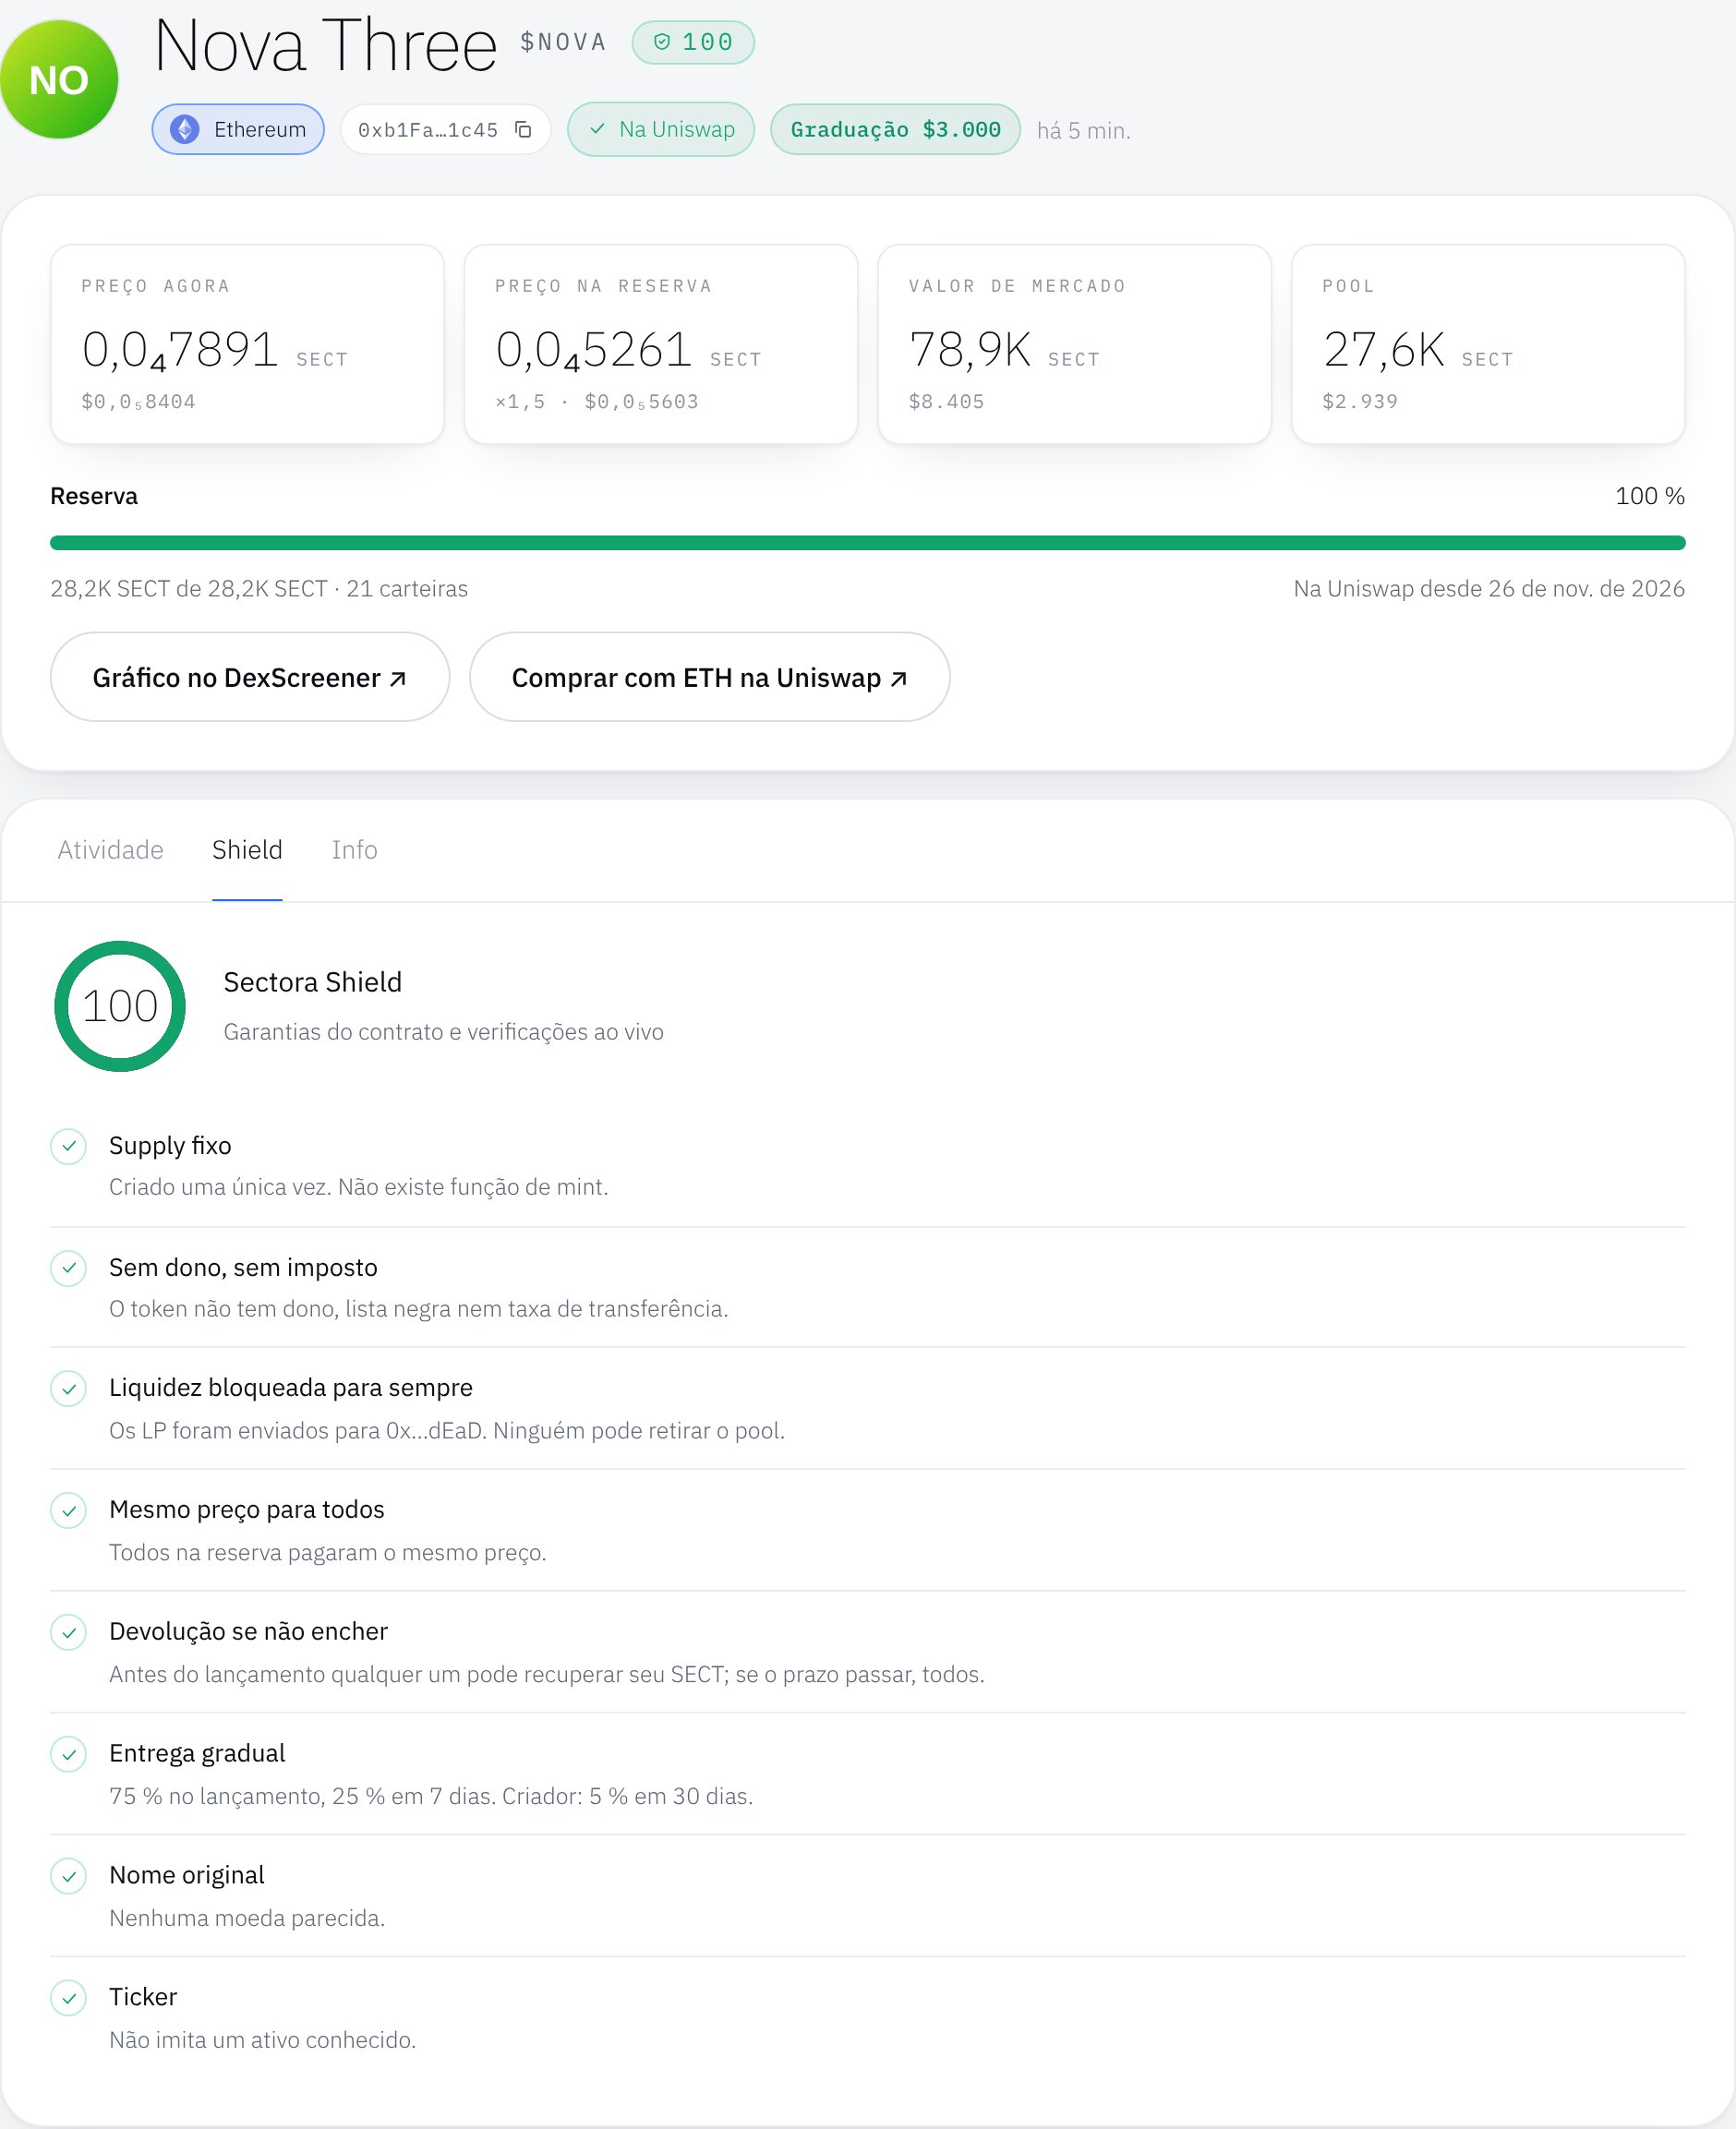 NO
Nova Three $NOVA 100
Ethereum 0xb1Fa…1c45 Na Uniswap Graduação $3.000 há 5 min.
PREÇO AGORA
0,0₄7891 SECT
$0,0₅8404
PREÇO NA RESERVA
0,0₄5261 SECT
×1,5 · $0,0₅5603
VALOR DE MERCADO
78,9K SECT
$8.405
POOL
27,6K SECT
$2.939
Reserva 100 %
28,2K SECT de 28,2K SECT · 21 carteiras Na Uniswap desde 26 de nov. de 2026
Gráfico no DexScreener ↗ Comprar com ETH na Uniswap ↗
Atividade Shield Info
100
Sectora Shield
Garantias do contrato e verificações ao vivo
Supply fixo
Criado uma única vez. Não existe função de mint.
Sem dono, sem imposto
O token não tem dono, lista negra nem taxa de transferência.
Liquidez bloqueada para sempre
Os LP foram enviados para 0x…dEaD. Ninguém pode retirar o pool.
Mesmo preço para todos
Todos na reserva pagaram o mesmo preço.
Devolução se não encher
Antes do lançamento qualquer um pode recuperar seu SECT; se o prazo passar, todos.
Entrega gradual
75 % no lançamento, 25 % em 7 dias. Criador: 5 % em 30 dias.
Nome original
Nenhuma moeda parecida.
Ticker
Não imita um ativo conhecido.